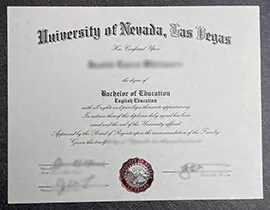 University of Nevada, Las Vegas
Has Conferred Upon
the degree of
Bachelor of Education
English Education
with all rights and privileges thereunto appertaining
In witness thereof this diploma duly signed has been
issued and the seal of the University affixed
Approved by the Board of Regents upon the recommendation of the Faculty
Given this